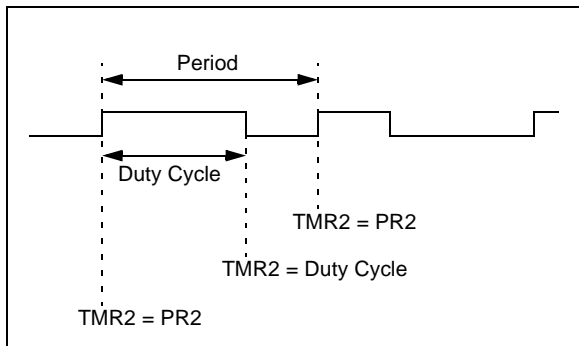 Period
Duty Cycle
TMR2 = PR2
TMR2 = Duty Cycle
TMR2 = PR2